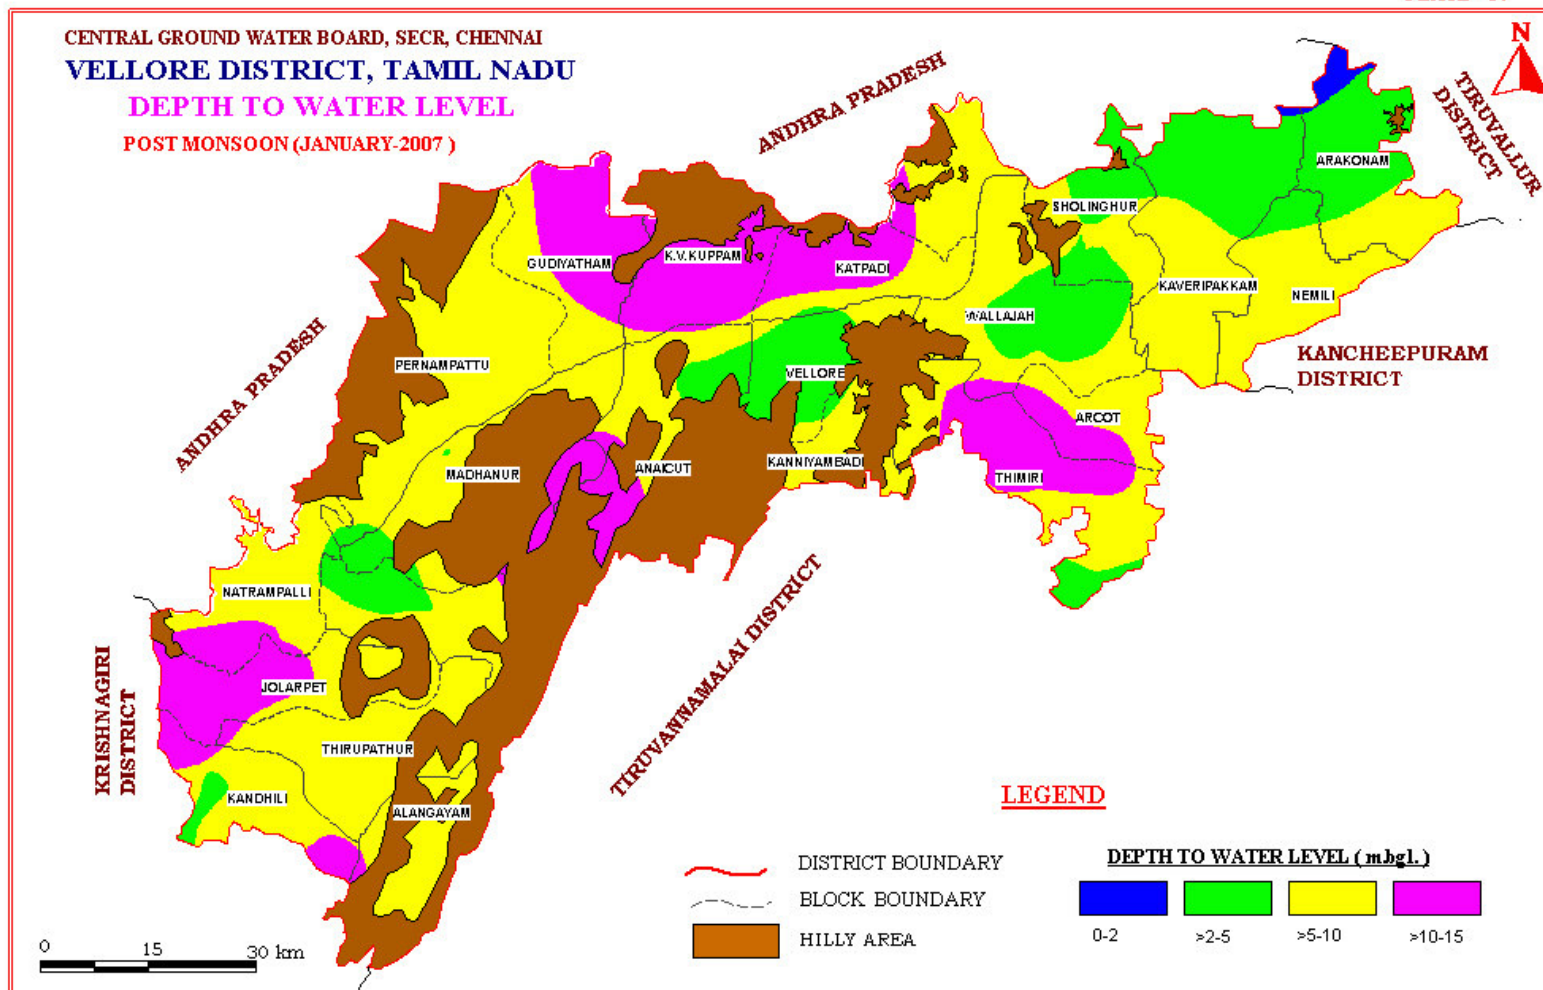 CENTRAL GROUND WATER BOARD, SECR, CHENNAI
VELLORE DISTRICT, TAMIL NADU
DEPTH TO WATER LEVEL
POST MONSOON (JANUARY-2007 )
N
ANDHRA PRADESH
TIRUVALLUR
DISTRICT
ARAKONAM
SHOLINGHUR
GUDIYATHAM
K.V.KUPPAM
KATPADI
KAVERIPAKKAM
NEMILI
WALLAJAH
KANCHEEPURAM
DISTRICT
ANDHRA PRADESH
PERNAMPATTU
VELLORE
ARCOT
MADHANUR
ANAICUT
KANNIYAMBADI
THIMIRI
NATRAMPALLI
TIRUVANNAMALAI DISTRICT
KRISHNAGIRI
DISTRICT
JOLARPET
THIRUPATHUR
KANDHILI
ALANGAYAM
LEGEND
DISTRICT BOUNDARY
BLOCK BOUNDARY
HILLY AREA
DEPTH TO WATER LEVEL ( m.bgl. )
0-2 >2-5 >5-10 >10-15
0 15 30 km